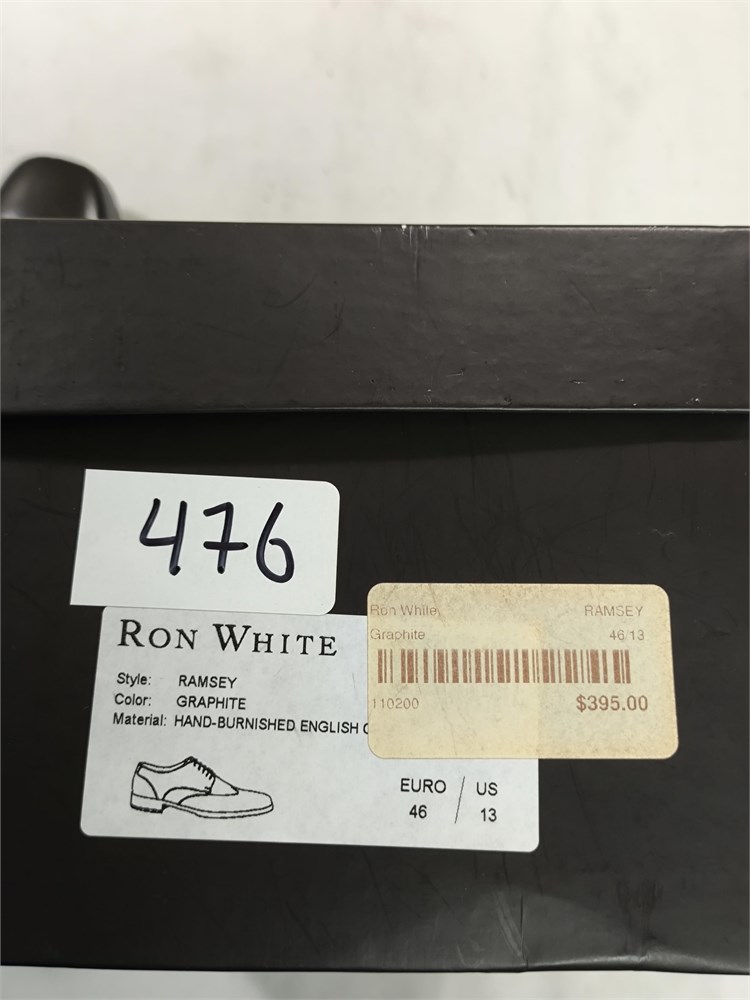 476
RON WHITE
Style: RAMSEY
Color: GRAPHITE
Material: HAND-BURNISHED ENGLISH
EURO / US
46 / 13
Ron White RAMSEY
Graphite 46 13
110200 $395.00